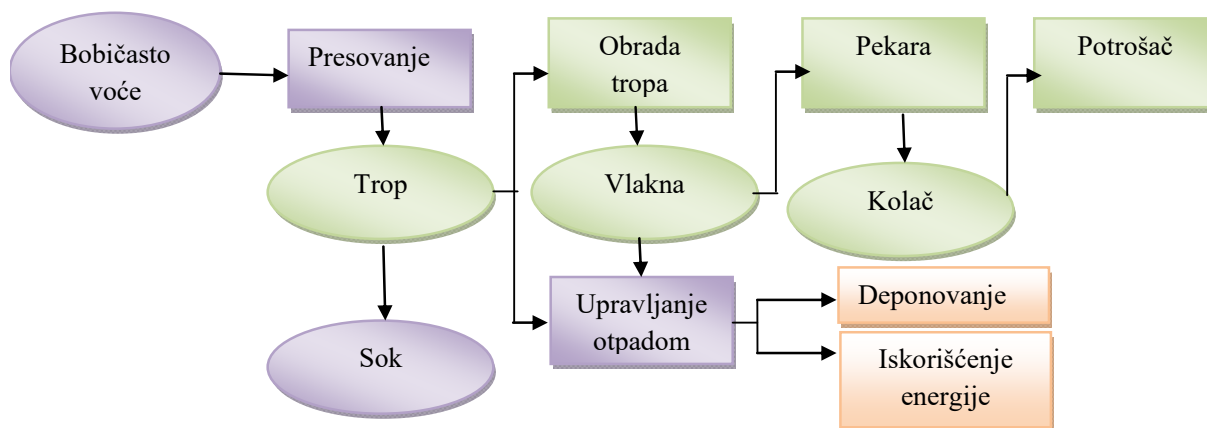 Bobičasto
voće
Presovanje
Obrada
tropa
Pekara
Potrošač
Trop
Vlakna
Kolač
Sok
Upravljanje
otpadom
Deponovanje
Iskorišćenje
energije